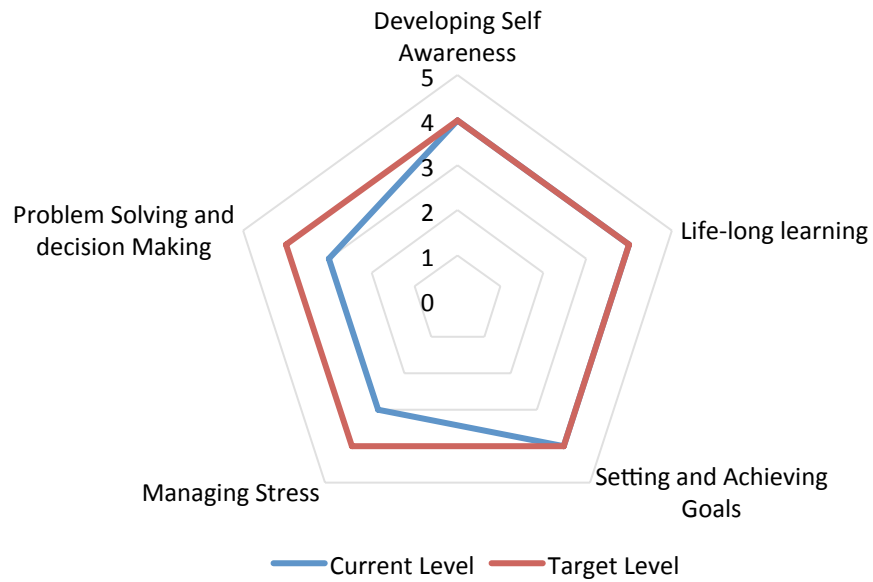 Developing Self
Awareness
5
4
3
2
1
0
Life-long learning
Setting and Achieving
Goals
Managing Stress
Problem Solving and
decision Making
Current Level
Target Level